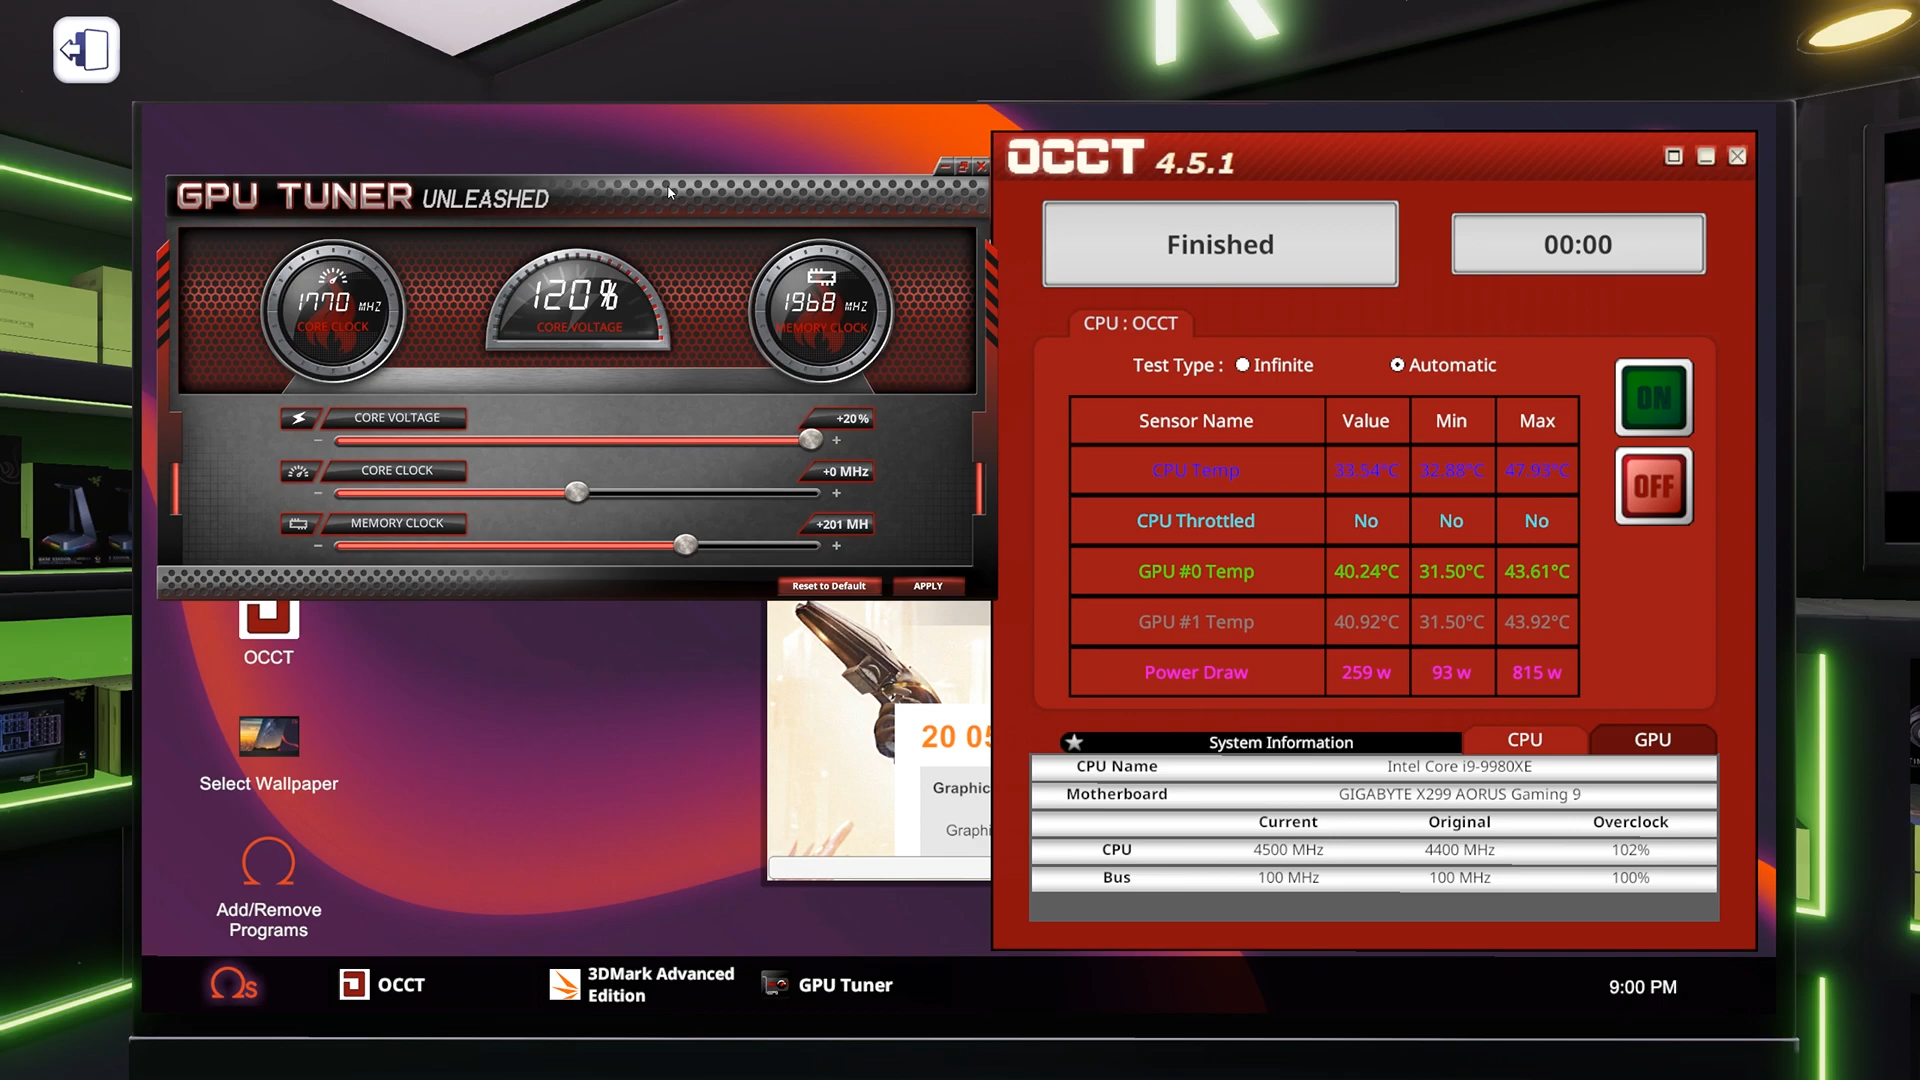 GPU TUNER UNLEASHED
1770 MHZ
CORE CLOCK
120%
CORE VOLTAGE
1968 MHZ
MEMORY CLOCK
CORE VOLTAGE
+20%
CORE CLOCK
+0 MHz
MEMORY CLOCK
+201 MH
Reset to Default
APPLY
OCCT
Select Wallpaper
Add/Remove
Programs
20 05
Graphic
Graphi
OCCT 4.5.1
Finished
00:00
CPU : OCCT
Test Type : Infinite Automatic
ON
OFF
Sensor Name Value Min Max
CPU Temp 33.54°C 32.88°C 47.93°C
CPU Throttled No No No
GPU #0 Temp 40.24°C 31.50°C 43.61°C
GPU #1 Temp 40.92°C 31.50°C 43.92°C
Power Draw 259 w 93 w 815 w
System Information CPU GPU
CPU Name Intel Core i9-9980XE
Motherboard GIGABYTE X299 AORUS Gaming 9
Current Original Overclock
CPU 4500 MHz 4400 MHz 102%
Bus 100 MHz 100 MHz 100%
Ωs
OCCT
3DMark Advanced
Edition
GPU Tuner
9:00 PM